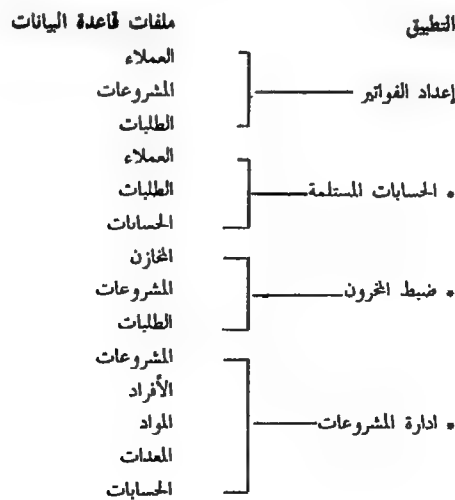 التطبيق ملفات قاعدة البيانات
العملاء
إعداد الفواتير المشروعات
الطلبات
العملاء
• الحسابات المستلمة الطلبات
الحسابات
المخازن
• ضبط المخزون المشروعات
الطلبات
المشروعات
الأفراد
• ادارة المشروعات المواد
المعدات
الحسابات